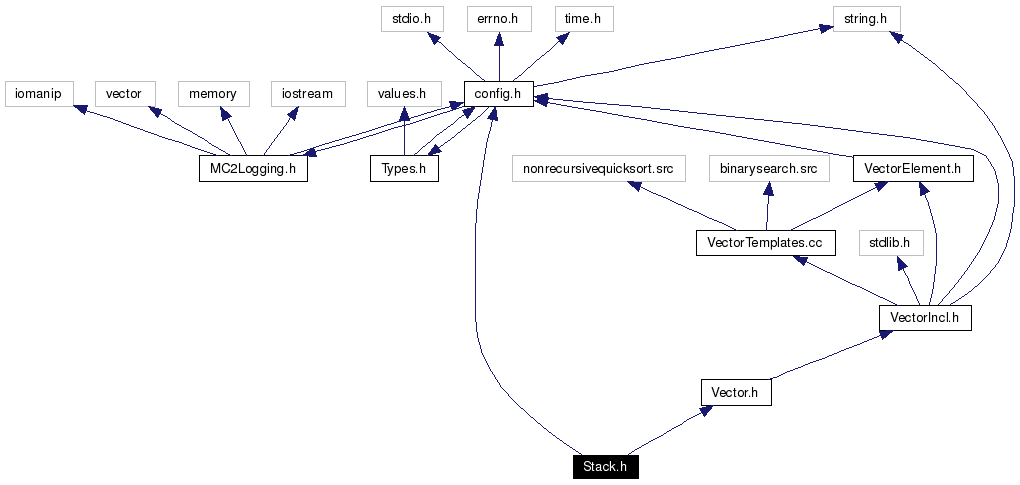 stdio.h
errno.h
time.h
string.h
iomanip
vector
memory
iostream
values.h
config.h
MC2Logging.h
Types.h
nonrecursivequicksort.src
binarysearch.src
VectorElement.h
VectorTemplates.cc
stdlib.h
VectorIncl.h
Vector.h
Stack.h